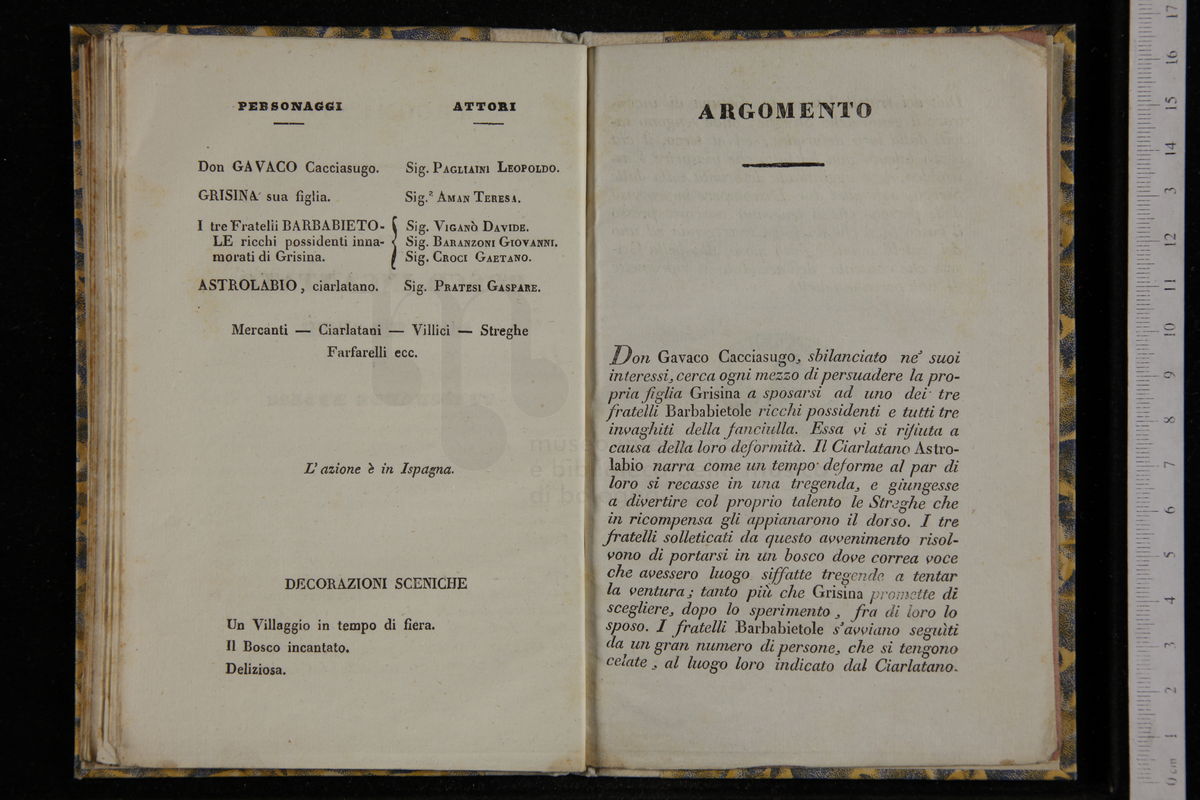 PERSONAGGI ATTORI
Don GAVACO Cacciasugo. Sig. PAGLIAINI LEOPOLDO.
GRISINA sua figlia. Sig.ª AMAN TERESA.
I tre Fratelli BARBABIETO- Sig. VIGANÒ DAVIDE.
LE ricchi possidenti inna- Sig. BARANZONI GIOVANNI.
morati di Grisina. Sig. CROCI GAETANO.
ASTROLABIO, ciarlatano. Sig. PRATESI GASPARE.
Mercanti — Ciarlatani — Villici — Streghe
Farfarelli ecc.
L'azione è in Ispagna.
DECORAZIONI SCENICHE
Un Villaggio in tempo di fiera.
Il Bosco incantato.
Deliziosa.
ARGOMENTO
Don Gavaco Cacciasugo, sbilanciato ne' suoi
interessi, cerca ogni mezzo di persuadere la pro-
pria figlia Grisina a sposarsi ad uno dei tre
fratelli Barbabietole ricchi possidenti e tutti tre
invaghiti della fanciulla. Essa vi si rifiuta a
causa della loro deformità. Il Ciarlatano Astro-
labio narra come un tempo deforme al par di
loro si recasse in una tregenda, e giungesse
a divertire col proprio talento le Streghe che
in ricompensa gli appianarono il dorso. I tre
fratelli solleticati da questo avvenimento risol-
vono di portarsi in un bosco dove correa voce
che avessero luogo siffatte tregende a tentar
la ventura; tanto più che Grisina promette di
scegliere, dopo lo sperimento, fra di loro lo
sposo. I fratelli Barbabietole s'avviano seguiti
da un gran numero di persone, che si tengono
celate, al luogo loro indicato dal Ciarlatano.